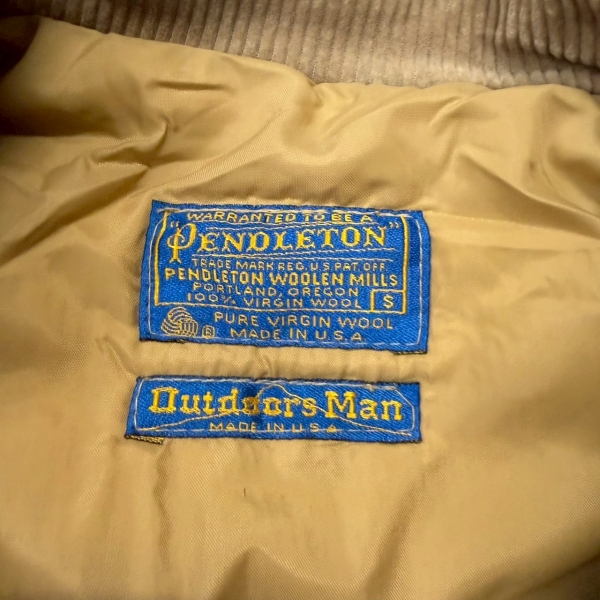 WARRANTED TO BE A
"PENDLETON"
TRADE MARK REG. U.S. PAT. OFF.
PENDLETON WOOLEN MILLS
PORTLAND, OREGON
100% VIRGIN WOOL S
® PURE VIRGIN WOOL
MADE IN U.S.A
Outdoors Man
MADE IN U S A